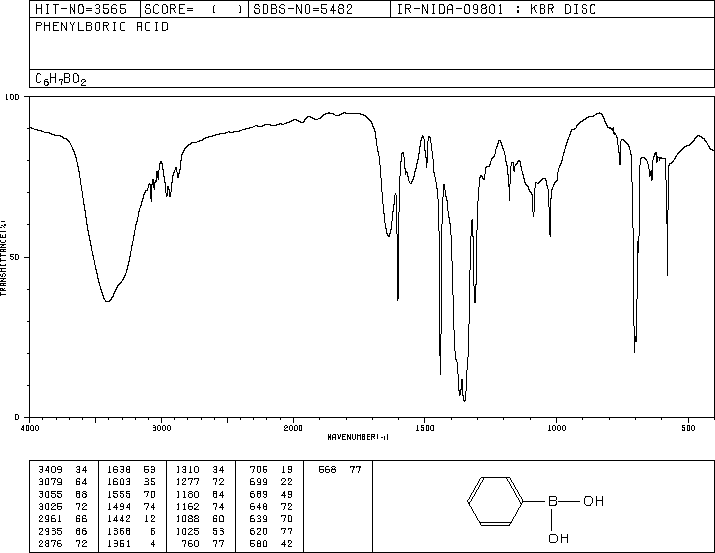 HIT-NO=3565 SCORE= ( ) SDBS-NO=5482 IR-NIDA-09801 : KBR DISC
PHENYLBORIC ACID
C6H7BO2
100
50
0
TRANSMITTANCE(%)
4000 3000 2000 1500 1000 500
WAVENUMBER(-1)
3409 34 1638 53 1310 34 706 19 568 77
3079 64 1603 35 1277 72 699 22
3055 68 1555 70 1180 64 689 49
3025 72 1494 74 1162 74 648 72
2961 66 1442 12 1088 60 639 70
2935 66 1368 6 1025 53 620 77
2876 72 1351 4 760 77 580 42
B OH
OH